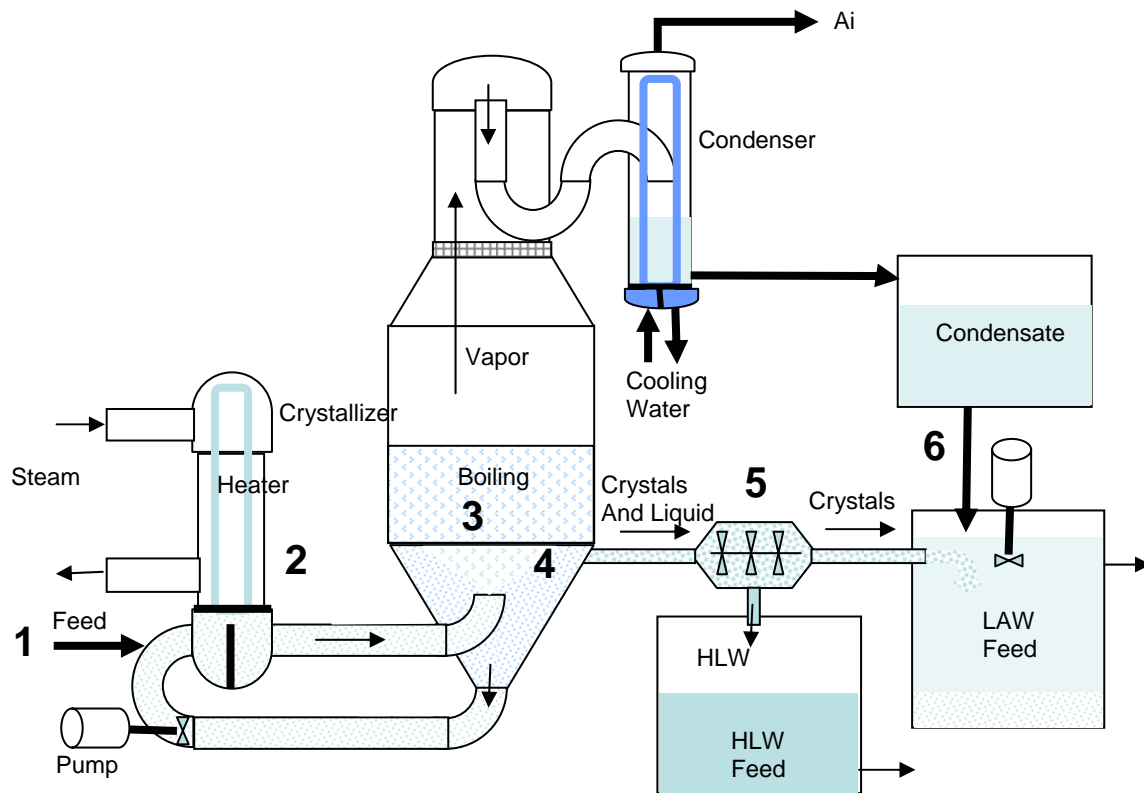 Ai
Condenser
Condensate
Vapor
Cooling
Water
Crystallizer
6
Steam
Heater
Boiling
Crystals
And Liquid
5
Crystals
3
2
4
1
Feed
LAW
Feed
HLW
HLW
Feed
Pump